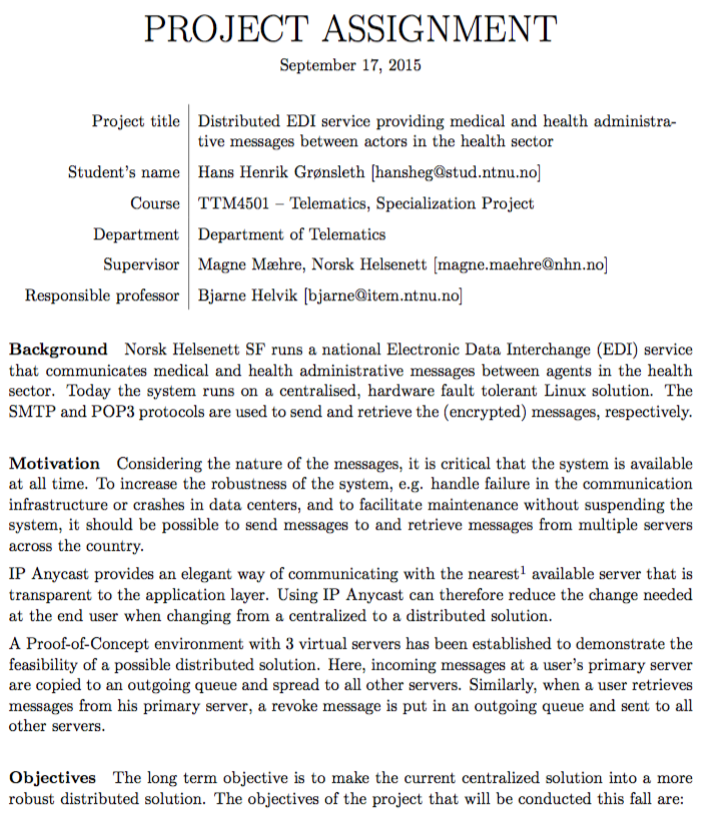 PROJECT ASSIGNMENT
September 17, 2015
Project title Distributed EDI service providing medical and health administra-
tive messages between actors in the health sector
Student's name Hans Henrik Grønsleth [hansheg@stud.ntnu.no]
Course TTM4501 – Telematics, Specialization Project
Department Department of Telematics
Supervisor Magne Mæhre, Norsk Helsenett [magne.maehre@nhn.no]
Responsible professor Bjarne Helvik [bjarne@item.ntnu.no]
Background Norsk Helsenett SF runs a national Electronic Data Interchange (EDI) service
that communicates medical and health administrative messages between agents in the health
sector. Today the system runs on a centralised, hardware fault tolerant Linux solution. The
SMTP and POP3 protocols are used to send and retrieve the (encrypted) messages, respectively.
Motivation Considering the nature of the messages, it is critical that the system is available
at all time. To increase the robustness of the system, e.g. handle failure in the communication
infrastructure or crashes in data centers, and to facilitate maintenance without suspending the
system, it should be possible to send messages to and retrieve messages from multiple servers
across the country.
IP Anycast provides an elegant way of communicating with the nearest¹ available server that is
transparent to the application layer. Using IP Anycast can therefore reduce the change needed
at the end user when changing from a centralized to a distributed solution.
A Proof-of-Concept environment with 3 virtual servers has been established to demonstrate the
feasibility of a possible distributed solution. Here, incoming messages at a user's primary server
are copied to an outgoing queue and spread to all other servers. Similarly, when a user retrieves
messages from his primary server, a revoke message is put in an outgoing queue and sent to all
other servers.
Objectives The long term objective is to make the current centralized solution into a more
robust distributed solution. The objectives of the project that will be conducted this fall are: